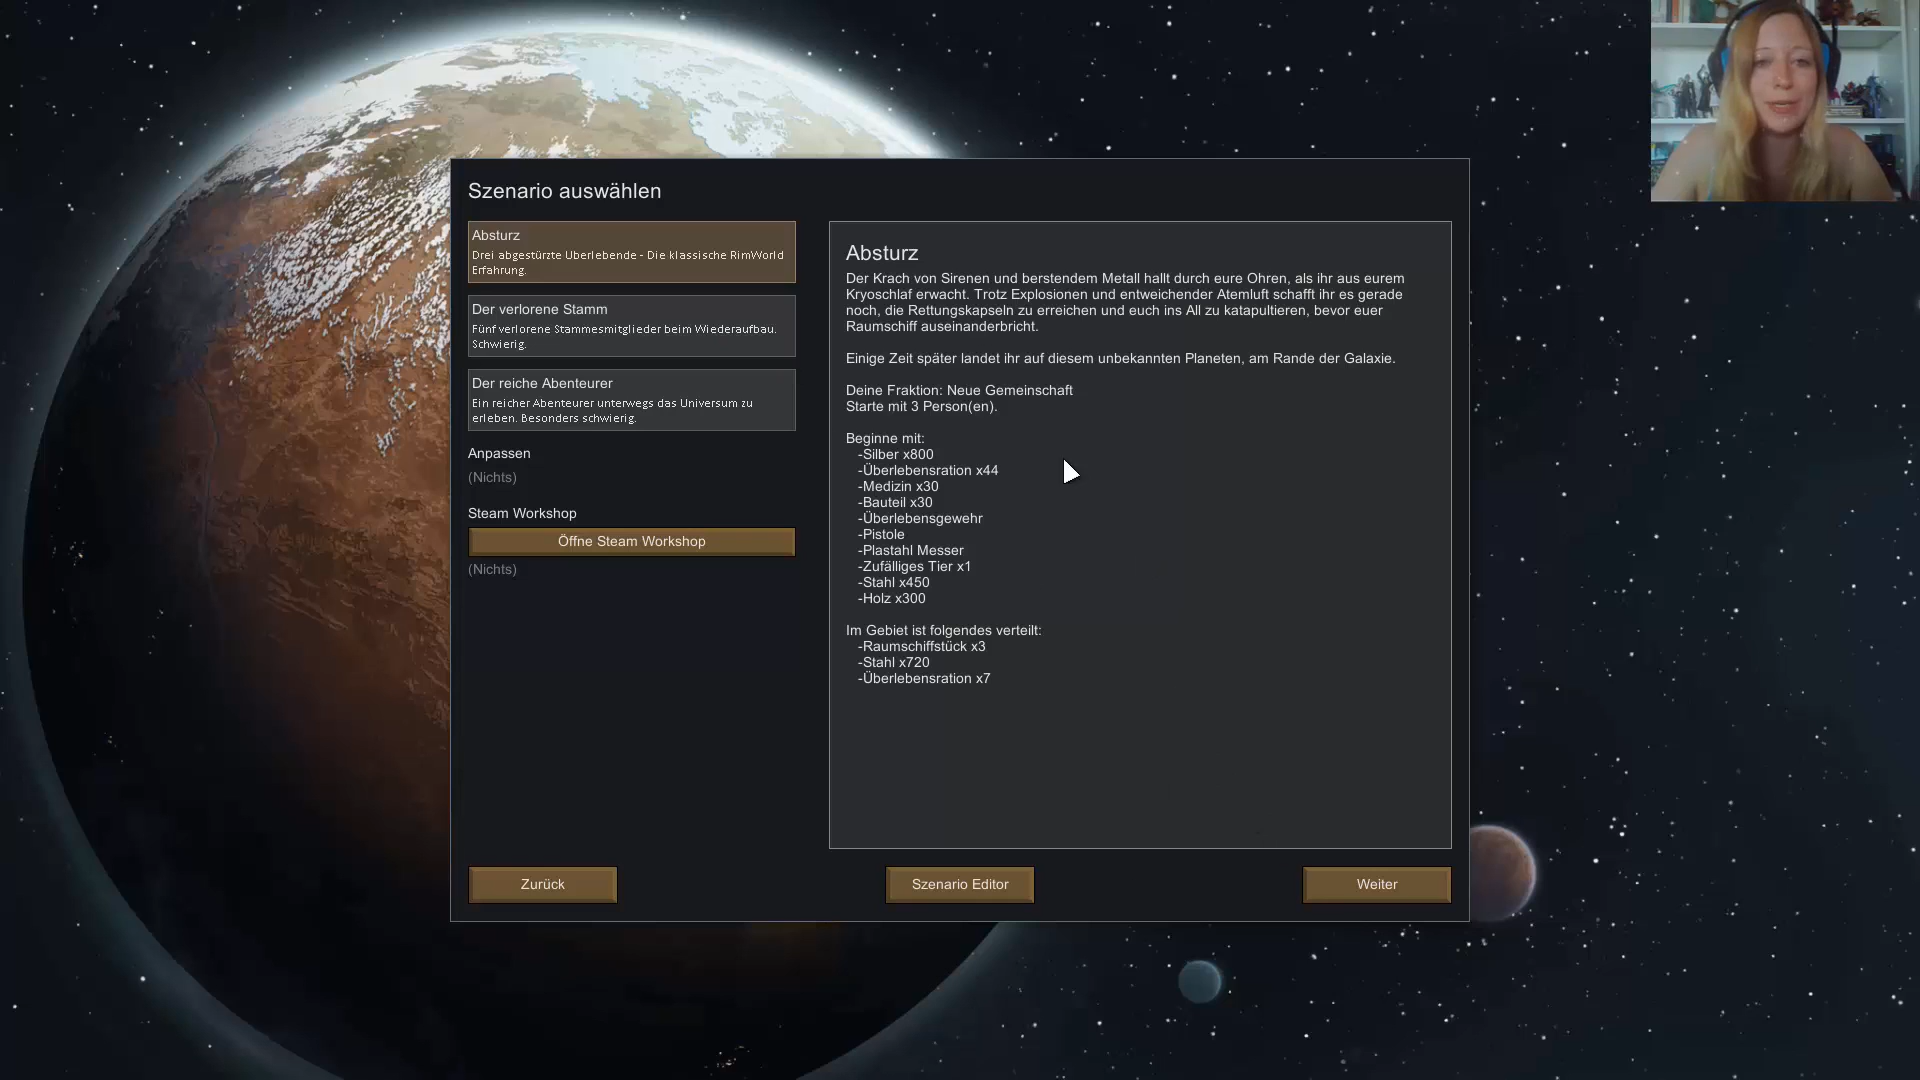 Szenario auswählen
Absturz
Drei abgestürzte Überlebende - Die klassische RimWorld
Erfahrung.
Der verlorene Stamm
Fünf verlorene Stammesmitglieder beim Wiederaufbau.
Schwierig.
Der reiche Abenteurer
Ein reicher Abenteurer unterwegs das Universum zu
erleben. Besonders schwierig.
Anpassen
(Nichts)
Steam Workshop
Öffne Steam Workshop
(Nichts)
Absturz
Der Krach von Sirenen und berstendem Metall hallt durch eure Ohren, als ihr aus eurem
Kryoschlaf erwacht. Trotz Explosionen und entweichender Atemluft schafft ihr es gerade
noch, die Rettungskapseln zu erreichen und euch ins All zu katapultieren, bevor euer
Raumschiff auseinanderbricht.
Einige Zeit später landet ihr auf diesem unbekannten Planeten, am Rande der Galaxie.
Deine Fraktion: Neue Gemeinschaft
Starte mit 3 Person(en).
Beginne mit:
-Silber x800
-Überlebensration x44
-Medizin x30
-Bauteil x30
-Überlebensgewehr
-Pistole
-Plastahl Messer
-Zufälliges Tier x1
-Stahl x450
-Holz x300
Im Gebiet ist folgendes verteilt:
-Raumschiffstück x3
-Stahl x720
-Überlebensration x7
Zurück
Szenario Editor
Weiter